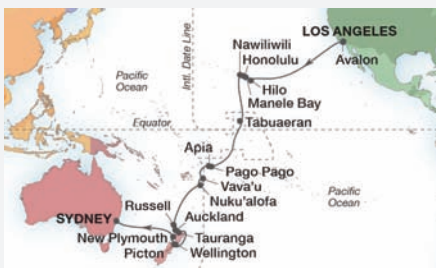 LOS ANGELES
Avalon
Nawiliwili
Honolulu
Hilo
Manele Bay
Intl. Date Line
Pacific
Ocean
Tabuaeran
Equator
Apia
Pago Pago
Vava'u
Nuku'alofa
Pacific
Ocean
Russell
Auckland
SYDNEY
New Plymouth
Tauranga
Picton
Wellington